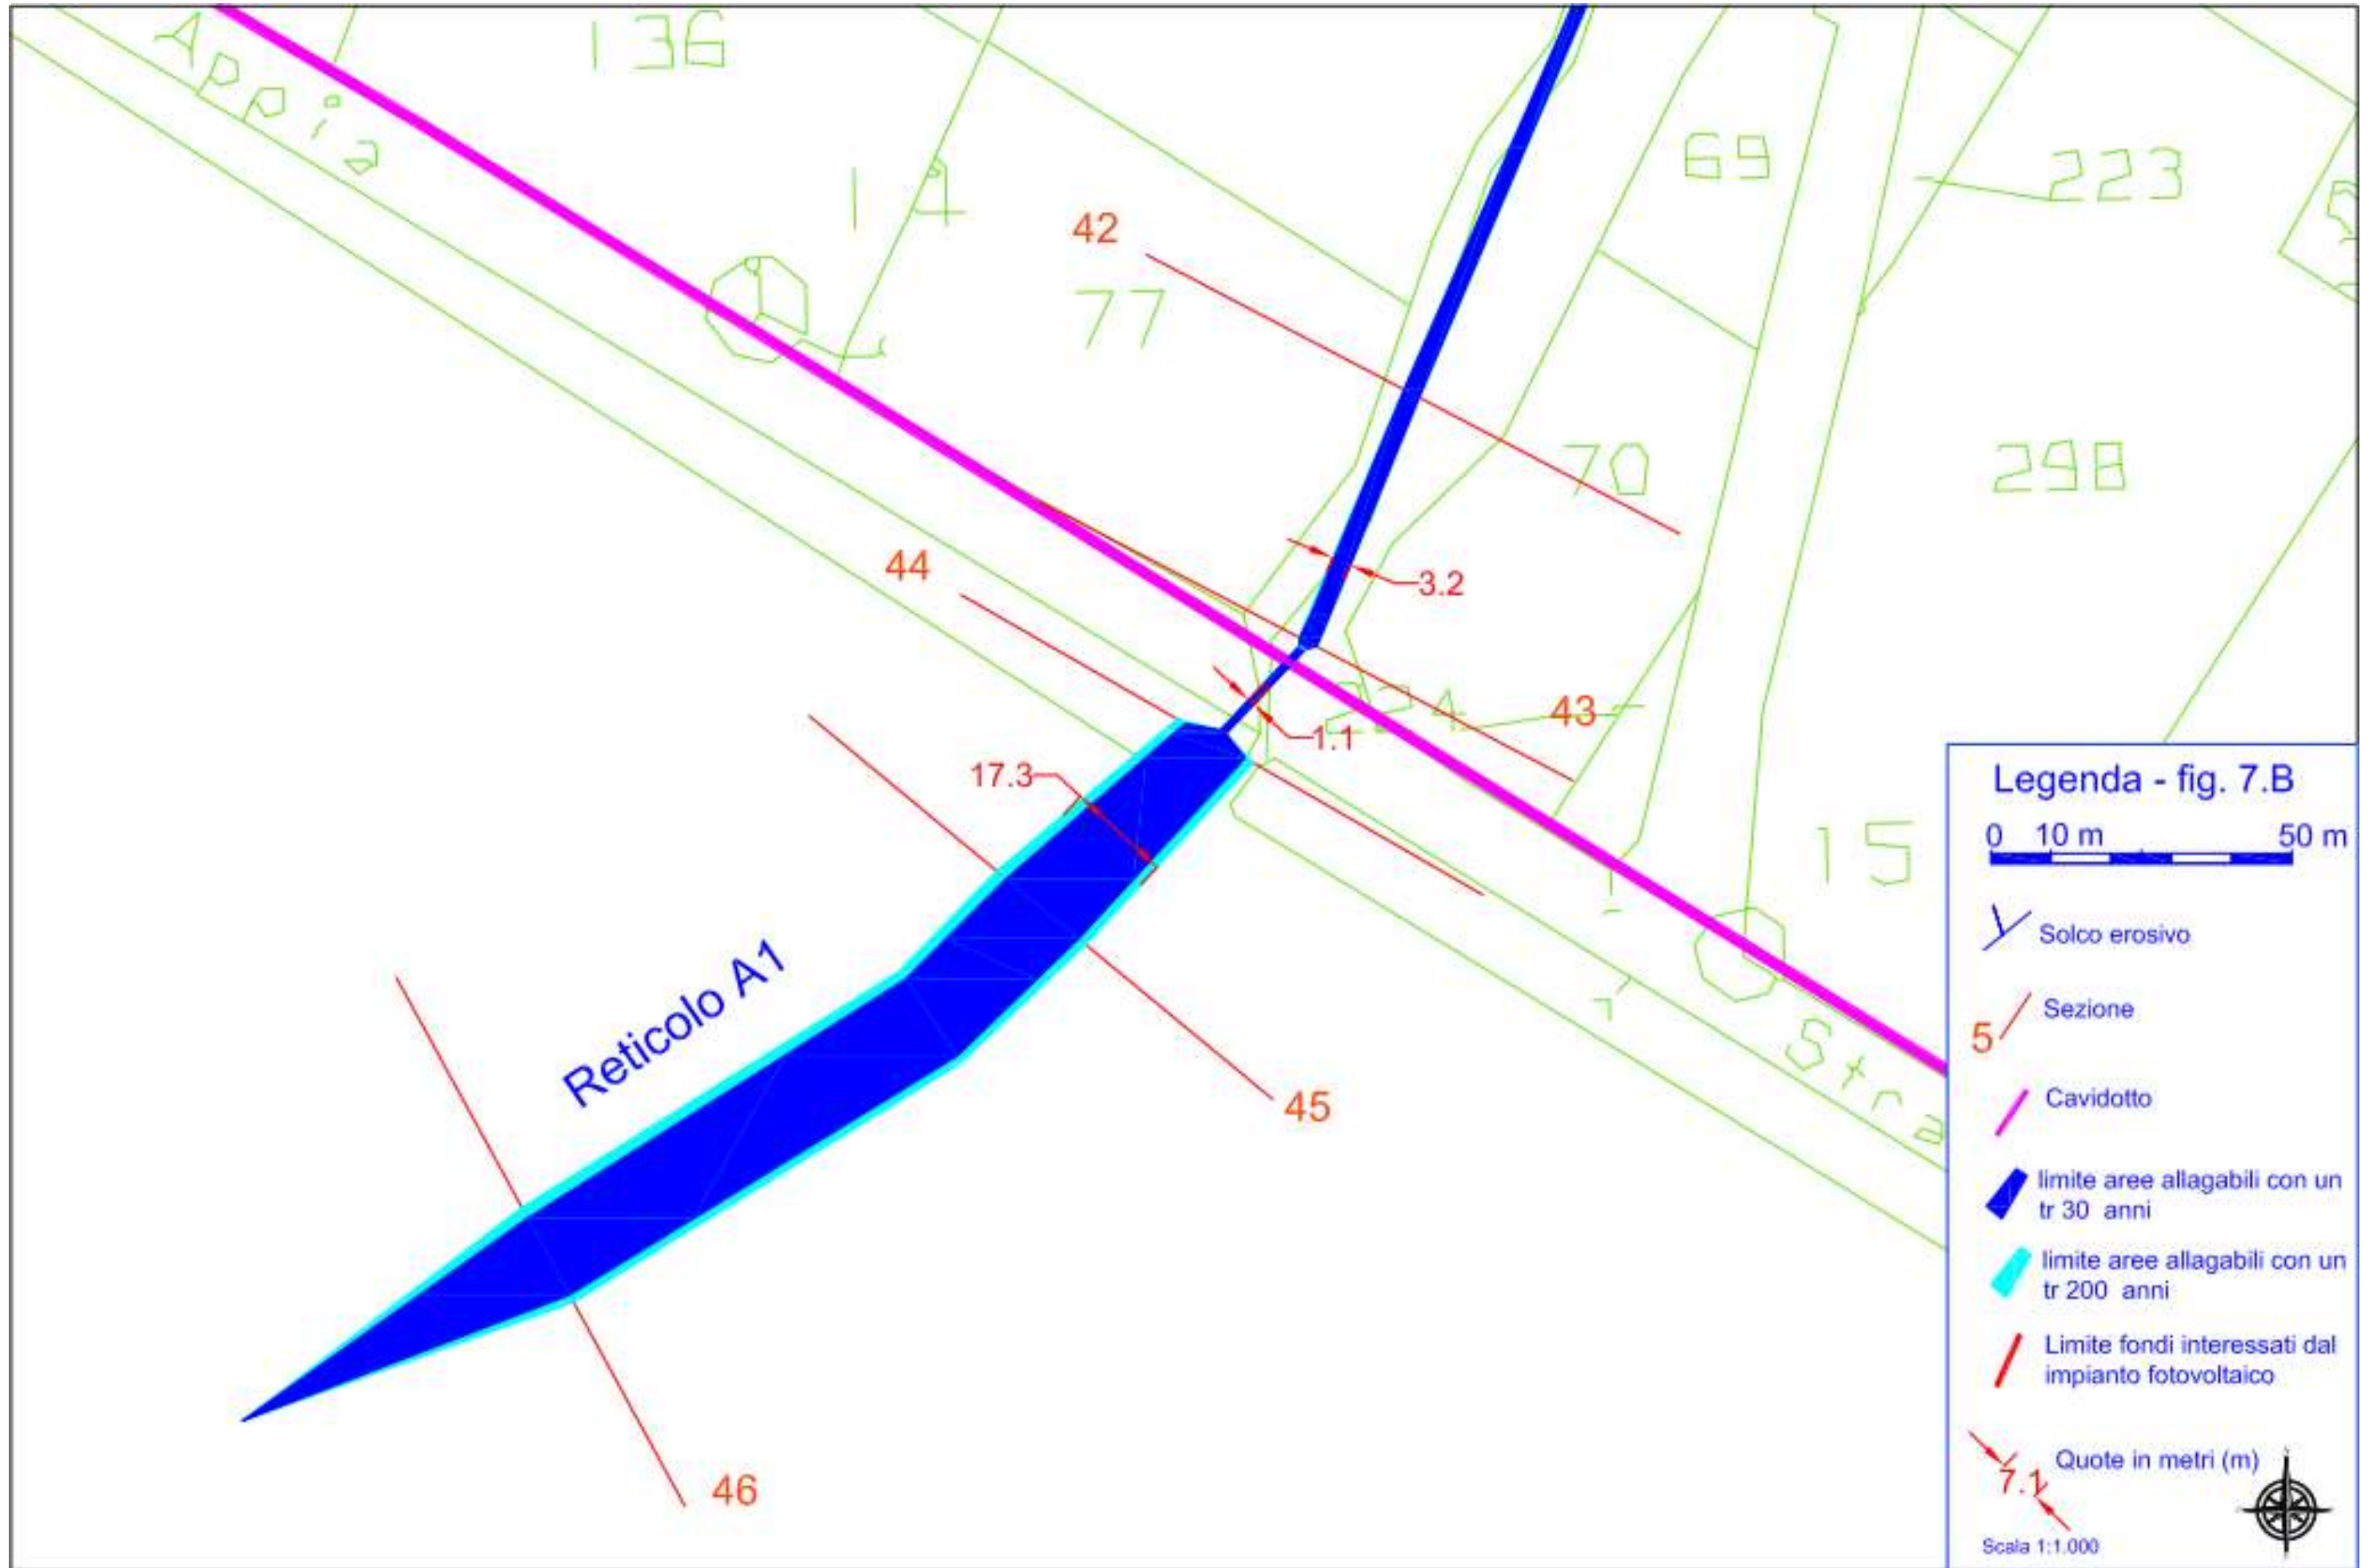 Appia
136
14
77
69
223
70
298
224
15
Stra
42
44
43
45
46
3.2
1.1
17.3
Reticolo A1
Legenda - fig. 7.B
0 10 m 50 m
Solco erosivo
5
Sezione
Cavidotto
limite aree allagabili con un
tr 30 anni
limite aree allagabili con un
tr 200 anni
Limite fondi interessati dal
impianto fotovoltaico
7.1
Quote in metri (m)
Scala 1:1.000